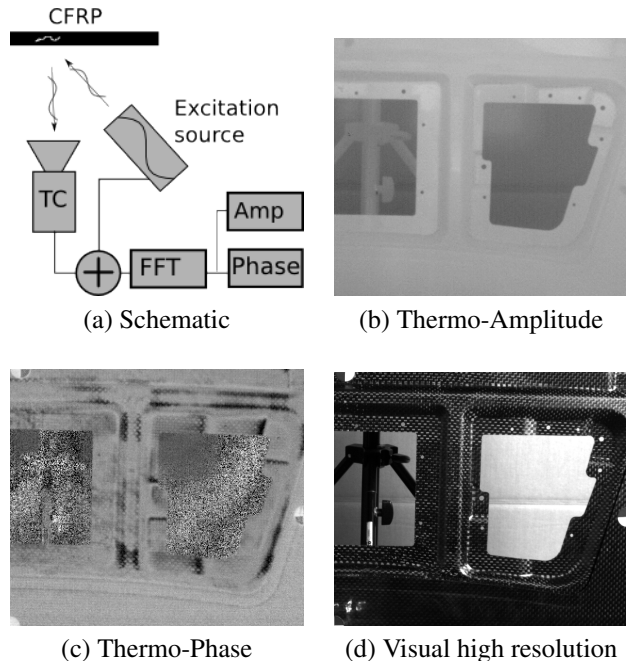 CFRP
Excitation
source
TC
Amp
FFT
Phase
(a) Schematic
(b) Thermo-Amplitude
(c) Thermo-Phase
(d) Visual high resolution